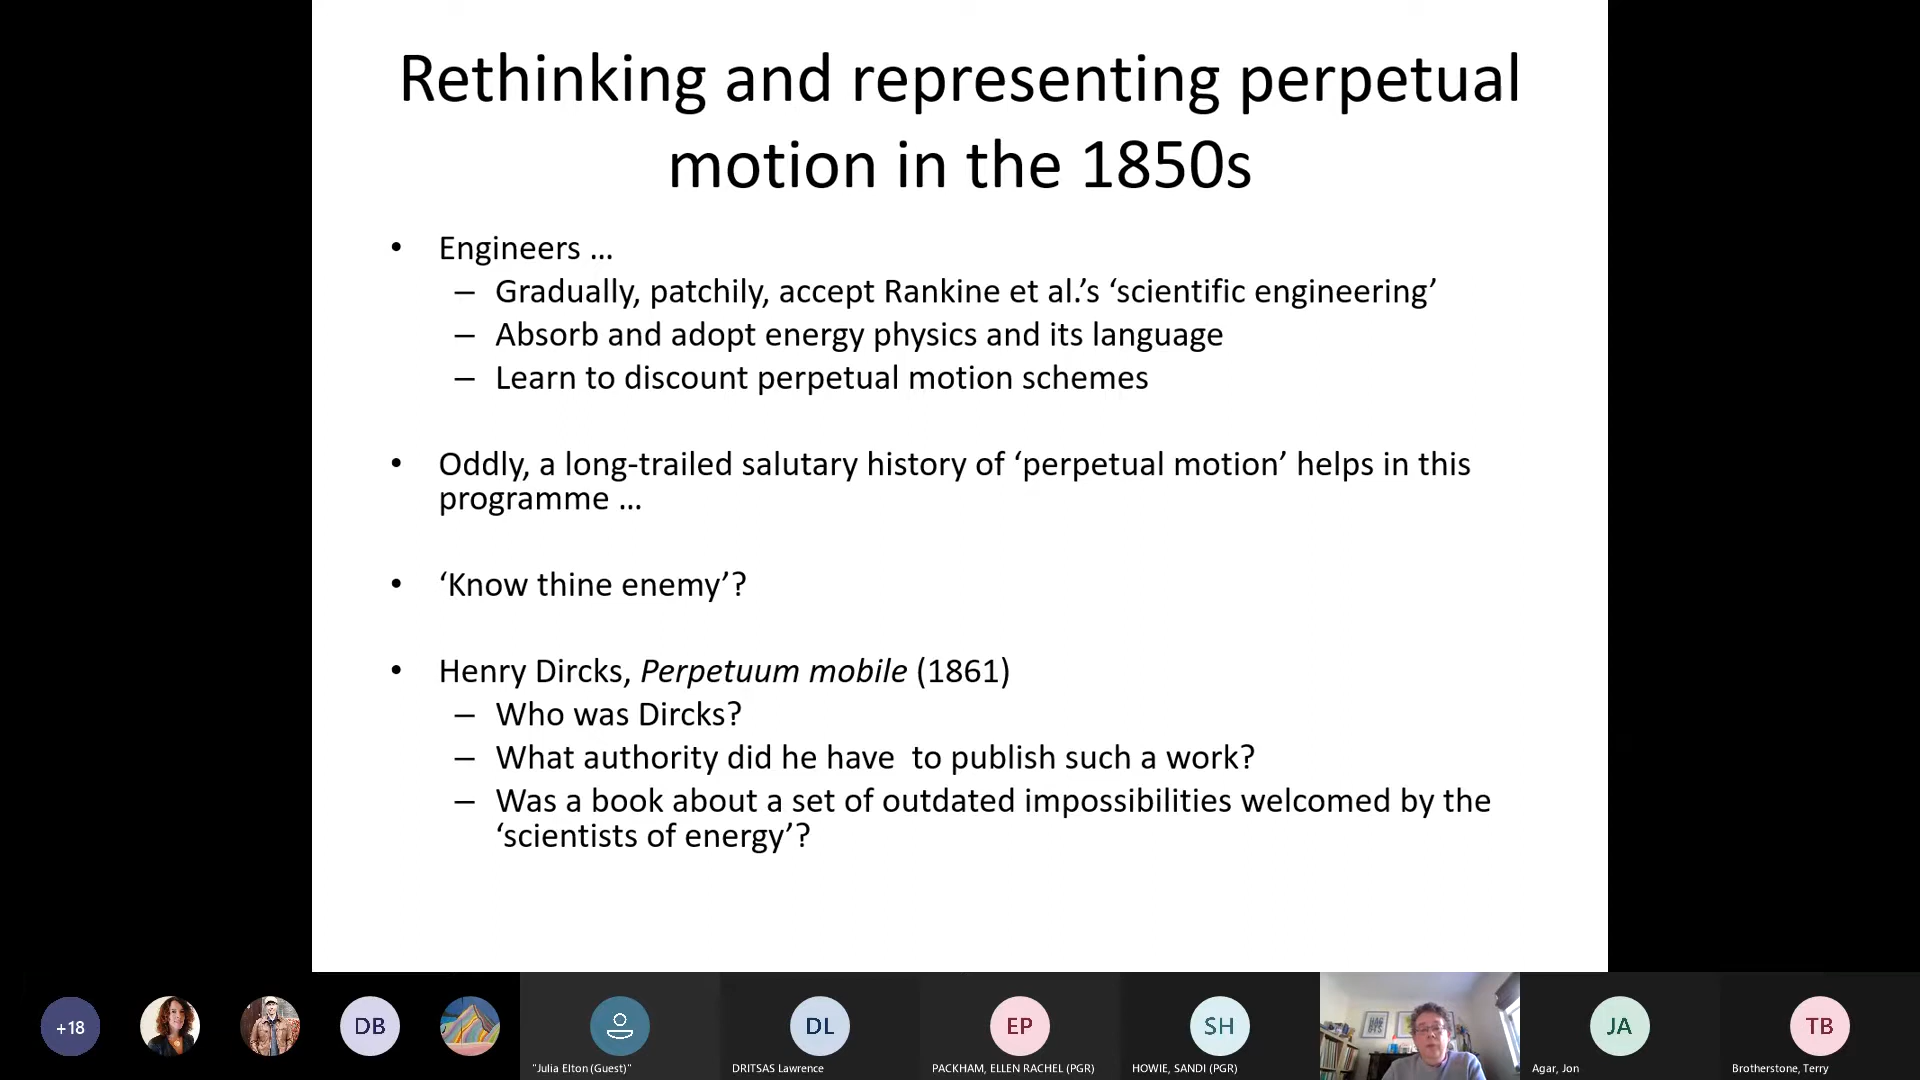 Rethinking and representing perpetual
motion in the 1850s
• Engineers …
– Gradually, patchily, accept Rankine et al.’s ‘scientific engineering’
– Absorb and adopt energy physics and its language
– Learn to discount perpetual motion schemes
• Oddly, a long-trailed salutary history of ‘perpetual motion’ helps in this
programme …
• ‘Know thine enemy’?
• Henry Dircks, Perpetuum mobile (1861)
– Who was Dircks?
– What authority did he have  to publish such a work?
– Was a book about a set of outdated impossibilities welcomed by the
‘scientists of energy’?
+18
DB
DL
EP
SH
JA
TB
"Julia Elton (Guest)"
DRITSAS Lawrence
PACKHAM, ELLEN RACHEL (PGR)
HOWIE, SANDI (PGR)
Agar, Jon
Brotherstone, Terry